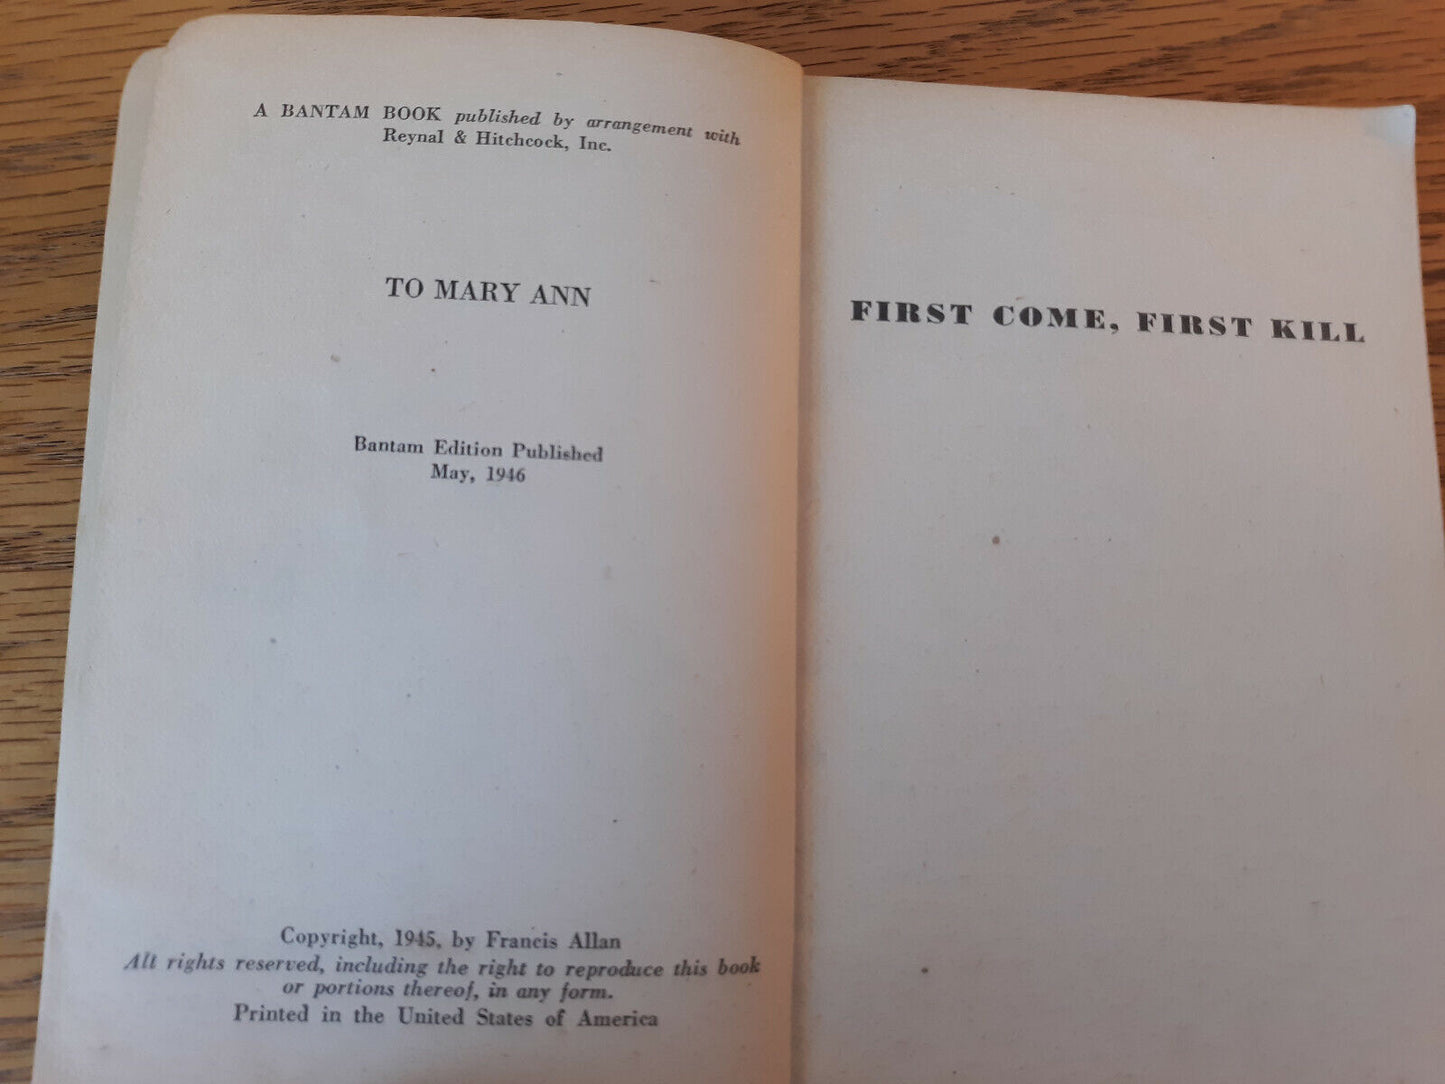 A BANTAM BOOK published by arrangement with
Reynal & Hitchcock, Inc.
TO MARY ANN
Bantam Edition Published
May, 1946
Copyright, 1945, by Francis Allan
All rights reserved, including the right to reproduce this book
or portions thereof, in any form.
Printed in the United States of America
FIRST COME, FIRST KILL